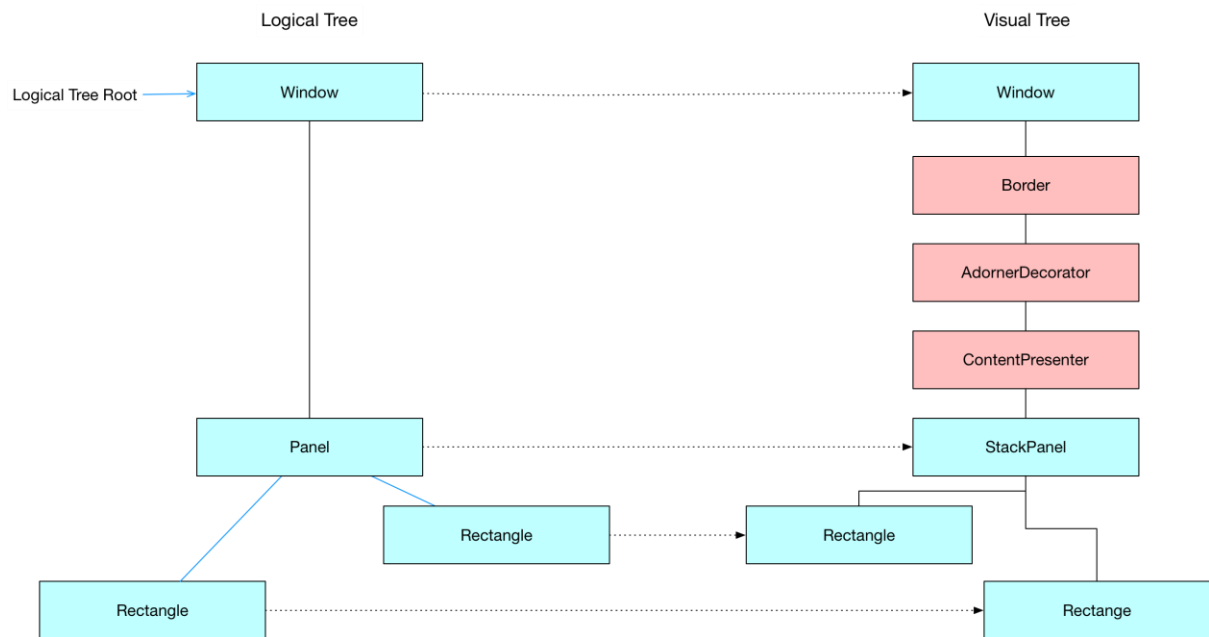 Logical Tree
Visual Tree
Logical Tree Root
Window
Window
Border
AdornerDecorator
ContentPresenter
Panel
StackPanel
Rectangle
Rectangle
Rectangle
Rectange